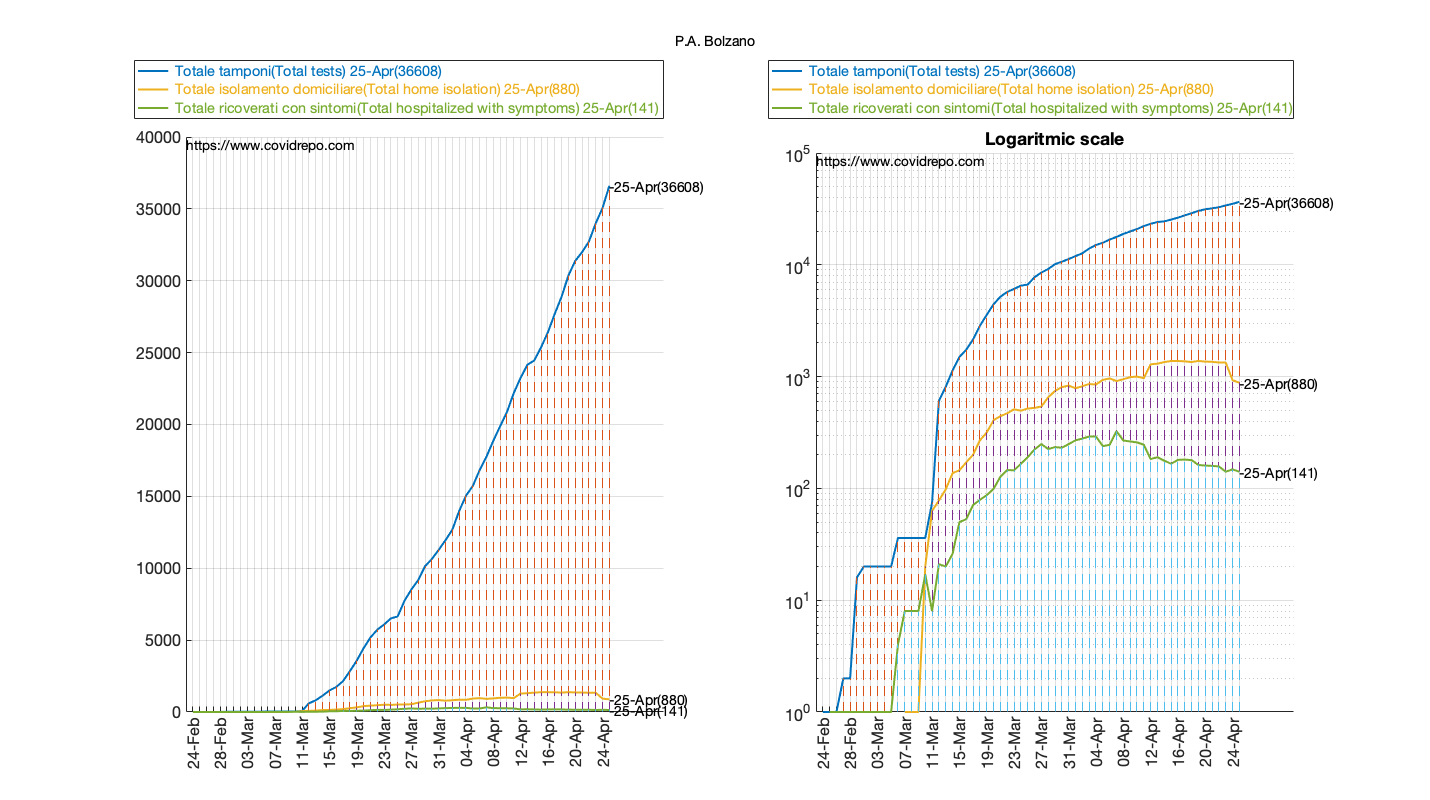 P.A. Bolzano
Totale tamponi(Total tests) 25-Apr(36608)
Totale isolamento domiciliare(Total home isolation) 25-Apr(880)
Totale ricoverati con sintomi(Total hospitalized with symptoms) 25-Apr(141)
40000
https://www.covidrepo.com
35000
30000
25000
20000
15000
10000
5000
0
-25-Apr(36608)
-25-Apr(880)
-25-Apr(141)
24-Feb
28-Feb
03-Mar
07-Mar
11-Mar
15-Mar
19-Mar
23-Mar
27-Mar
31-Mar
04-Apr
08-Apr
12-Apr
16-Apr
20-Apr
24-Apr
Totale tamponi(Total tests) 25-Apr(36608)
Totale isolamento domiciliare(Total home isolation) 25-Apr(880)
Totale ricoverati con sintomi(Total hospitalized with symptoms) 25-Apr(141)
Logaritmic scale
10^5
https://www.covidrepo.com
10^4
10^3
10^2
10^1
10^0
-25-Apr(36608)
-25-Apr(880)
-25-Apr(141)
24-Feb
28-Feb
03-Mar
07-Mar
11-Mar
15-Mar
19-Mar
23-Mar
27-Mar
31-Mar
04-Apr
08-Apr
12-Apr
16-Apr
20-Apr
24-Apr